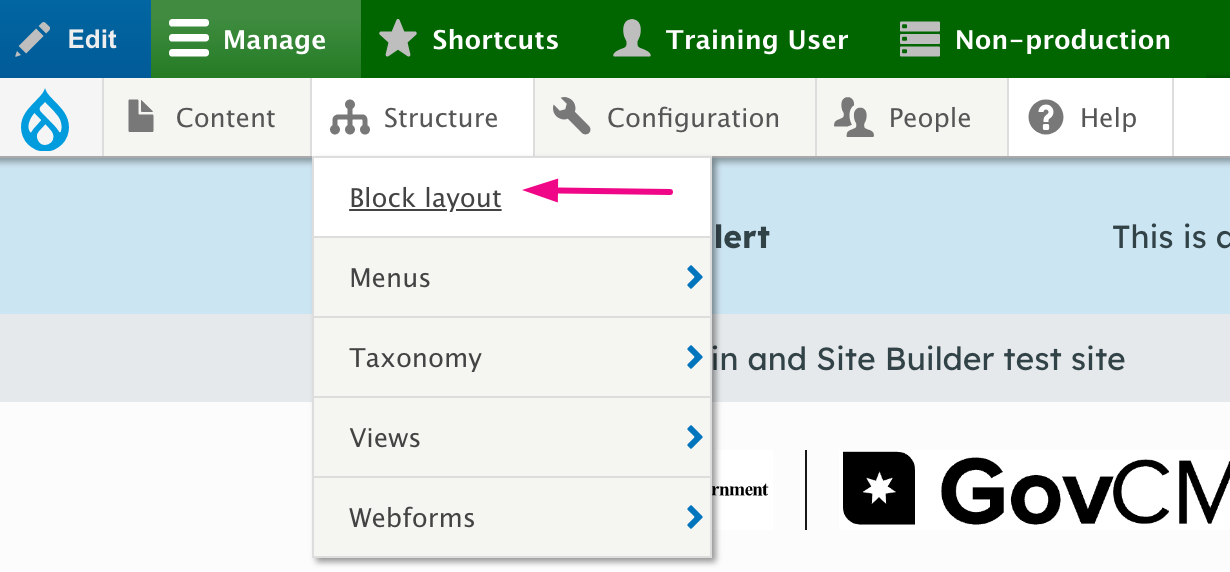 Edit Manage Shortcuts Training User Non-production
Content Structure Configuration People Help
Block layout
lert This is
Menus
Taxonomy
in and Site Builder test site
Views
rnment GovCM
Webforms